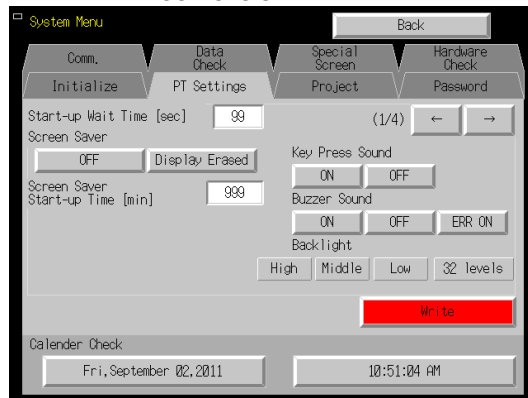 System Menu
Back
Comm.
Data Check
Special Screen
Hardware Check
Initialize
PT Settings
Project
Password
Start-up Wait Time [sec] 99
(1/4) ← →
Screen Saver
OFF Display Erased
Key Press Sound
ON OFF
Screen Saver
Start-up Time [min] 999
Buzzer Sound
ON OFF ERR ON
Backlight
High Middle Low 32 levels
Write
Calender Check
Fri,September 02,2011
10:51:04 AM